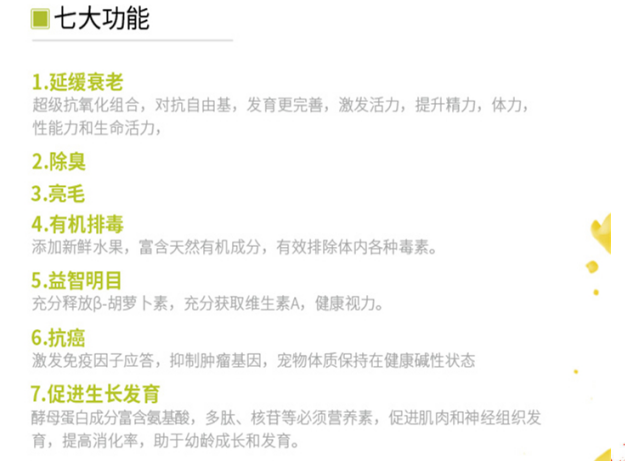 七大功能
1.延缓衰老
超级抗氧化组合，对抗自由基，发育更完善，激发活力，提升精力，体力，
性能力和生命活力，
2.除臭
3.亮毛
4.有机排毒
添加新鲜水果，富含天然有机成分，有效排除体内各种毒素。
5.益智明目
充分释放β-胡萝卜素，充分获取维生素A，健康视力。
6.抗癌
激发免疫因子应答，抑制肿瘤基因，宠物体质保持在健康碱性状态
7.促进生长发育
酵母蛋白成分富含氨基酸，多肽、核苷等必须营养素，促进肌肉和神经组织发
育，提高消化率，助于幼龄成长和发育。